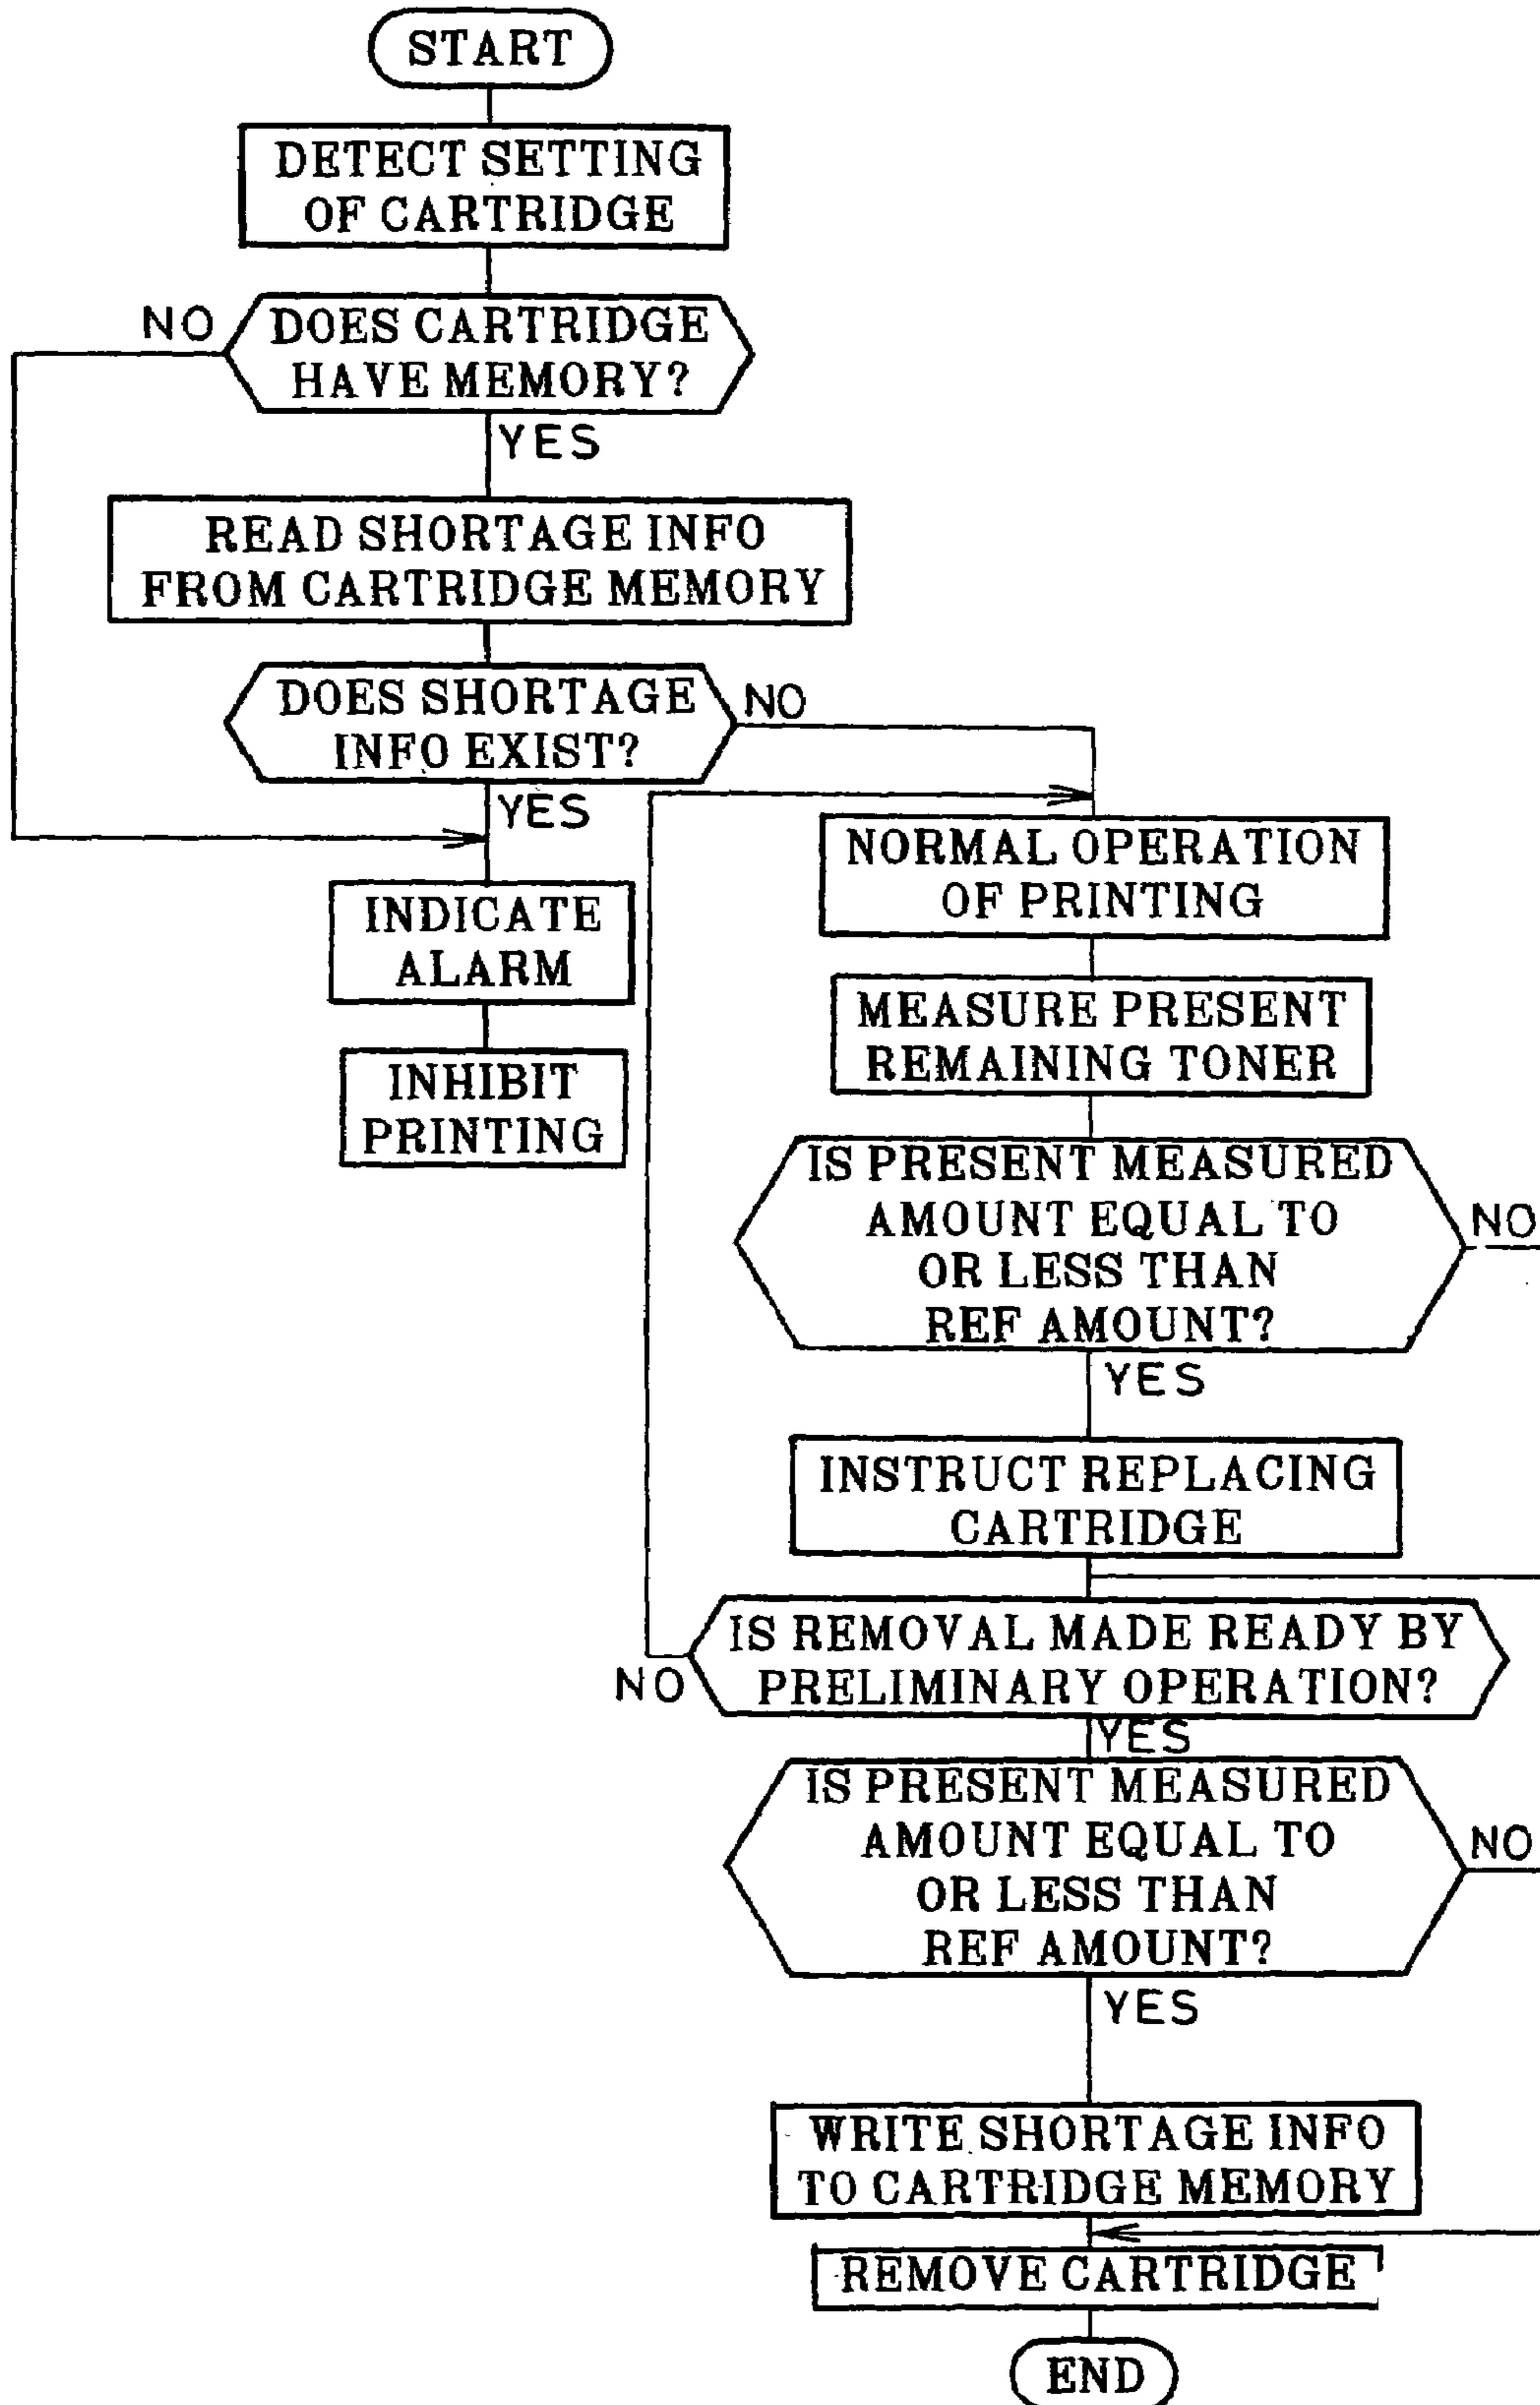 START
DETECT SETTING
OF CARTRIDGE
NO
DOES CARTRIDGE
HAVE MEMORY?
YES
READ SHORTAGE INFO
FROM CARTRIDGE MEMORY
DOES SHORTAGE
INFO EXIST?
NO
YES
INDICATE
ALARM
INHIBIT
PRINTING
NORMAL OPERATION
OF PRINTING
MEASURE PRESENT
REMAINING TONER
IS PRESENT MEASURED
AMOUNT EQUAL TO
OR LESS THAN
REF AMOUNT?
NO
YES
INSTRUCT REPLACING
CARTRIDGE
IS REMOVAL MADE READY BY
PRELIMINARY OPERATION?
NO
YES
IS PRESENT MEASURED
AMOUNT EQUAL TO
OR LESS THAN
REF AMOUNT?
NO
YES
WRITE SHORTAGE INFO
TO CARTRIDGE MEMORY
REMOVE CARTRIDGE
END